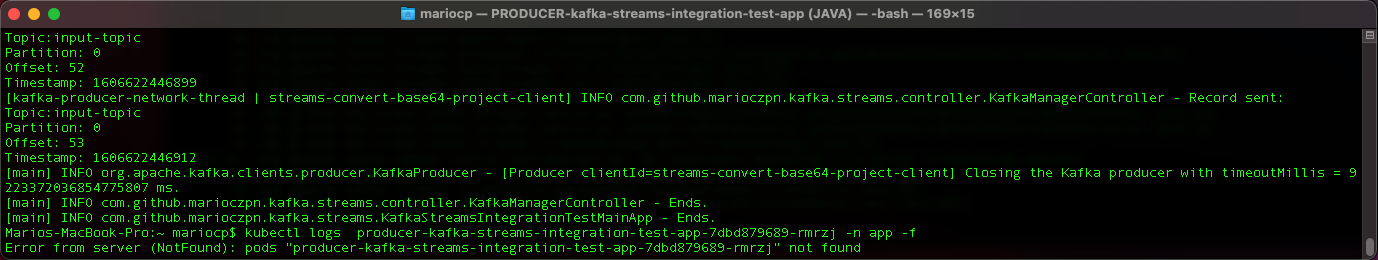 mariocp — PRODUCER-kafka-streams-integration-test-app (JAVA) — -bash — 169×15
Topic:input-topic
Partition: 0
Offset: 52
Timestamp: 1606622446899
[kafka-producer-network-thread | streams-convert-base64-project-client] INFO com.github.marioczpn.kafka.streams.controller.KafkaManagerController - Record sent:
Topic:input-topic
Partition: 0
Offset: 53
Timestamp: 1606622446912
[main] INFO org.apache.kafka.clients.producer.KafkaProducer - [Producer clientId=streams-convert-base64-project-client] Closing the Kafka producer with timeoutMillis = 9
223372036854775807 ms.
[main] INFO com.github.marioczpn.kafka.streams.controller.KafkaManagerController - Ends.
[main] INFO com.github.marioczpn.kafka.streams.KafkaStreamsIntegrationTestMainApp - Ends.
Marios-MacBook-Pro:~ mariocp$ kubectl logs  producer-kafka-streams-integration-test-app-7dbd879689-rmrzj -n app -f
Error from server (NotFound): pods "producer-kafka-streams-integration-test-app-7dbd879689-rmrzj" not found